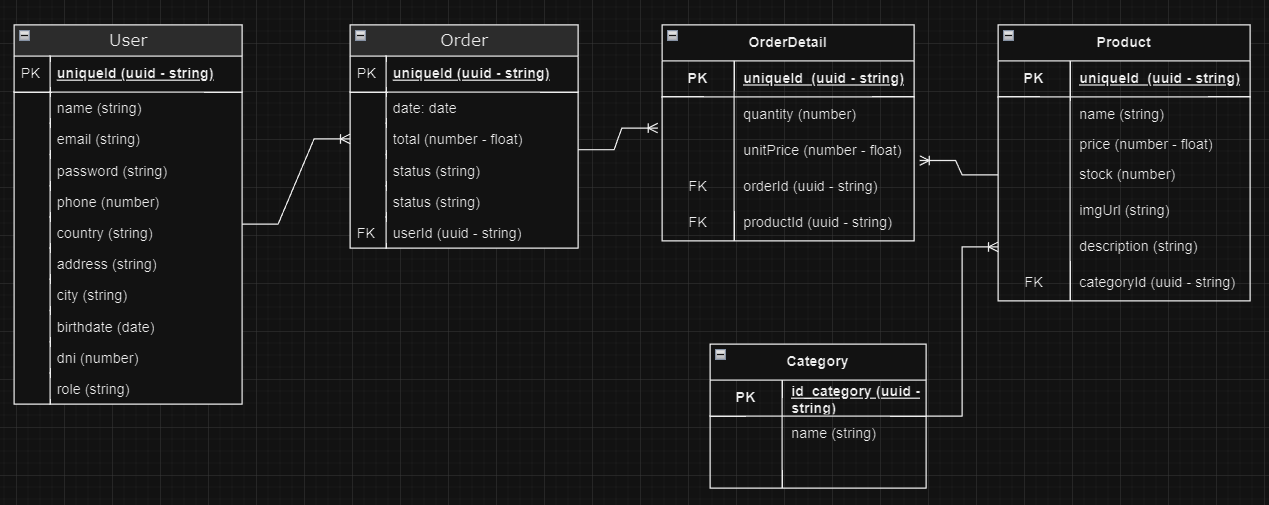 User
PK uniqueId (uuid - string)
name (string)
email (string)
password (string)
phone (number)
country (string)
address (string)
city (string)
birthdate (date)
dni (number)
role (string)
Order
PK uniqueId (uuid - string)
date: date
total (number - float)
status (string)
status (string)
FK userId (uuid - string)
OrderDetail
PK uniqueId (uuid - string)
quantity (number)
unitPrice (number - float)
FK orderId (uuid - string)
FK productId (uuid - string)
Product
PK uniqueId (uuid - string)
name (string)
price (number - float)
stock (number)
imgUrl (string)
description (string)
FK categoryId (uuid - string)
Category
PK id_category (uuid -
string)
name (string)